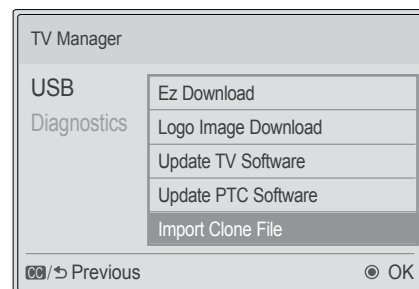 TV Manager
USB
Diagnostics
Ez Download
Logo Image Download
Update TV Software
Update PTC Software
Import Clone File
CC/ Previous
OK